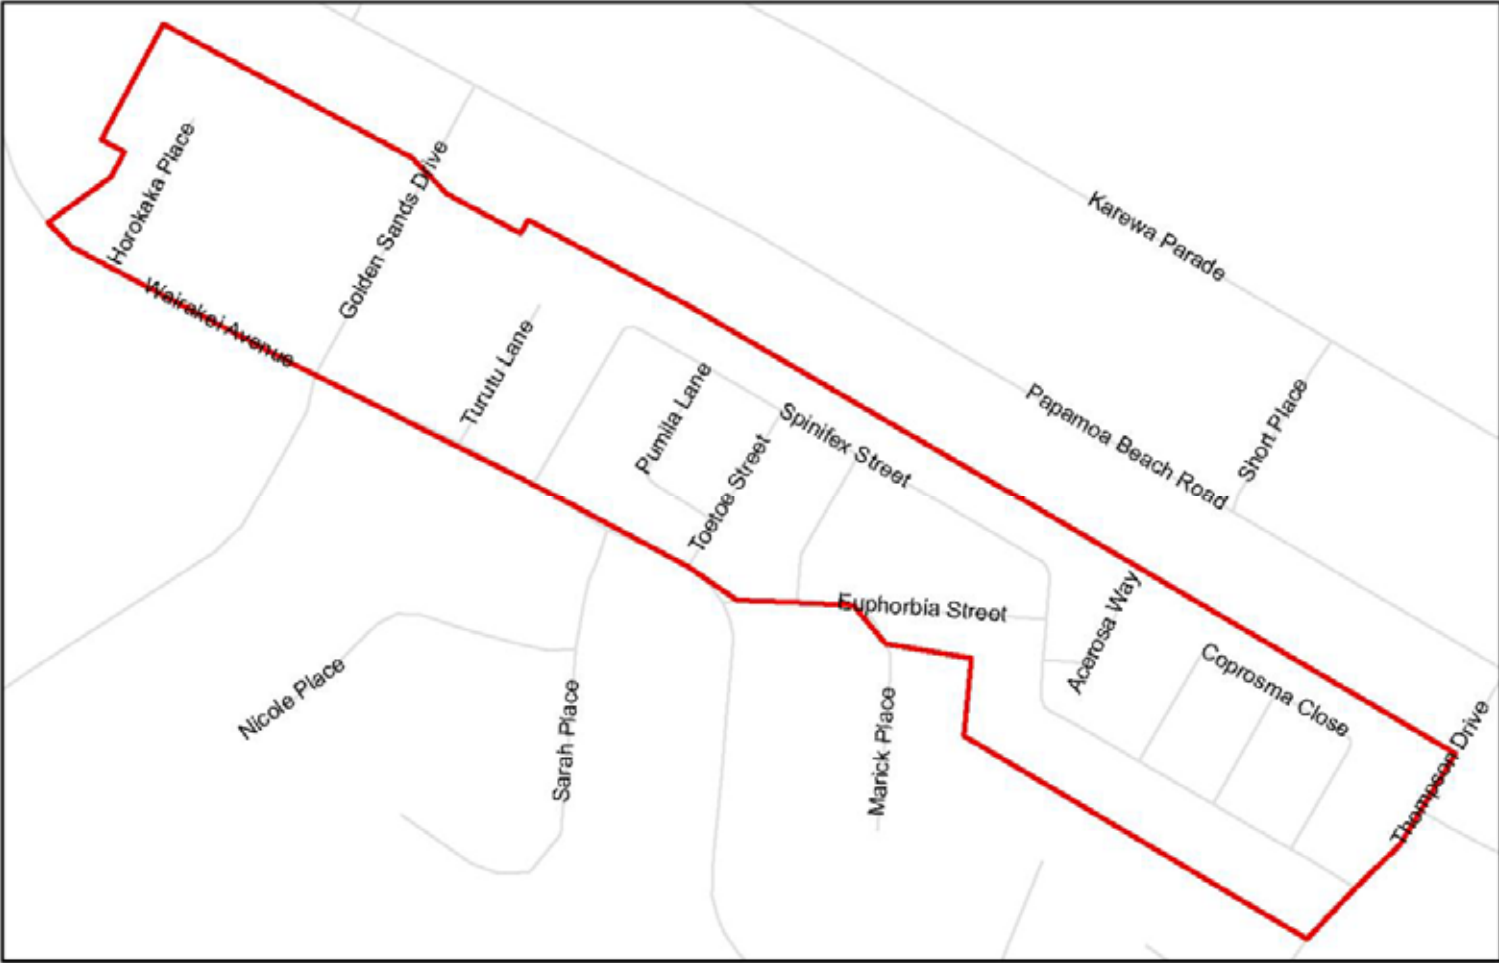 Horokaka Place
Golden Sands Drive
Wairakei Avenue
Karewa Parade
Turutu Lane
Pumila Lane
Spinifex Street
Toetoe Street
Papamoa Beach Road
Short Place
Euphorbia Street
Acerosa Way
Coprosma Close
Nicole Place
Sarah Place
Marick Place
Thompson Drive